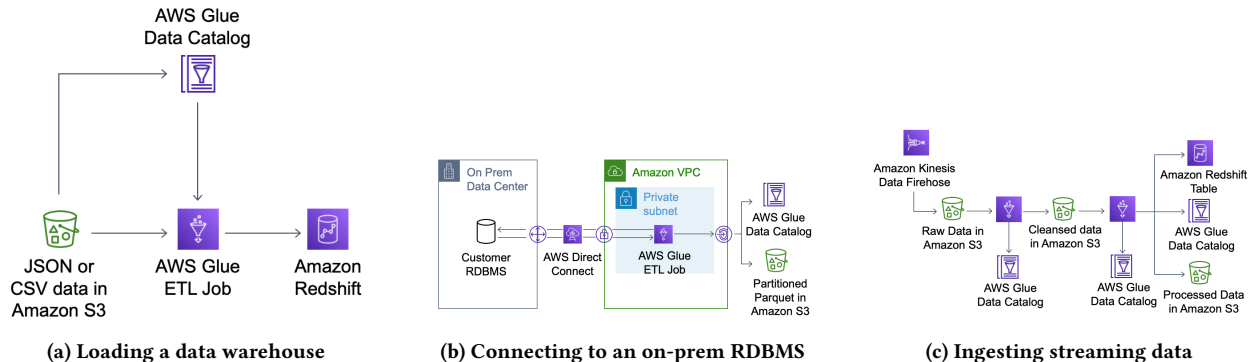 AWS Glue
Data Catalog
JSON or
CSV data in
Amazon S3
AWS Glue
ETL Job
Amazon
Redshift
(a) Loading a data warehouse
On Prem
Data Center
Amazon VPC
Private
subnet
Customer
RDBMS
AWS Direct
Connect
AWS Glue
ETL Job
AWS Glue
Data Catalog
Partitioned
Parquet in
Amazon S3
(b) Connecting to an on-prem RDBMS
Amazon Kinesis
Data Firehose
Raw Data in
Amazon S3
AWS Glue
Data Catalog
Cleansed data
in Amazon S3
AWS Glue
Data Catalog
Amazon Redshift
Table
AWS Glue
Data Catalog
Processed Data
in Amazon S3
(c) Ingesting streaming data